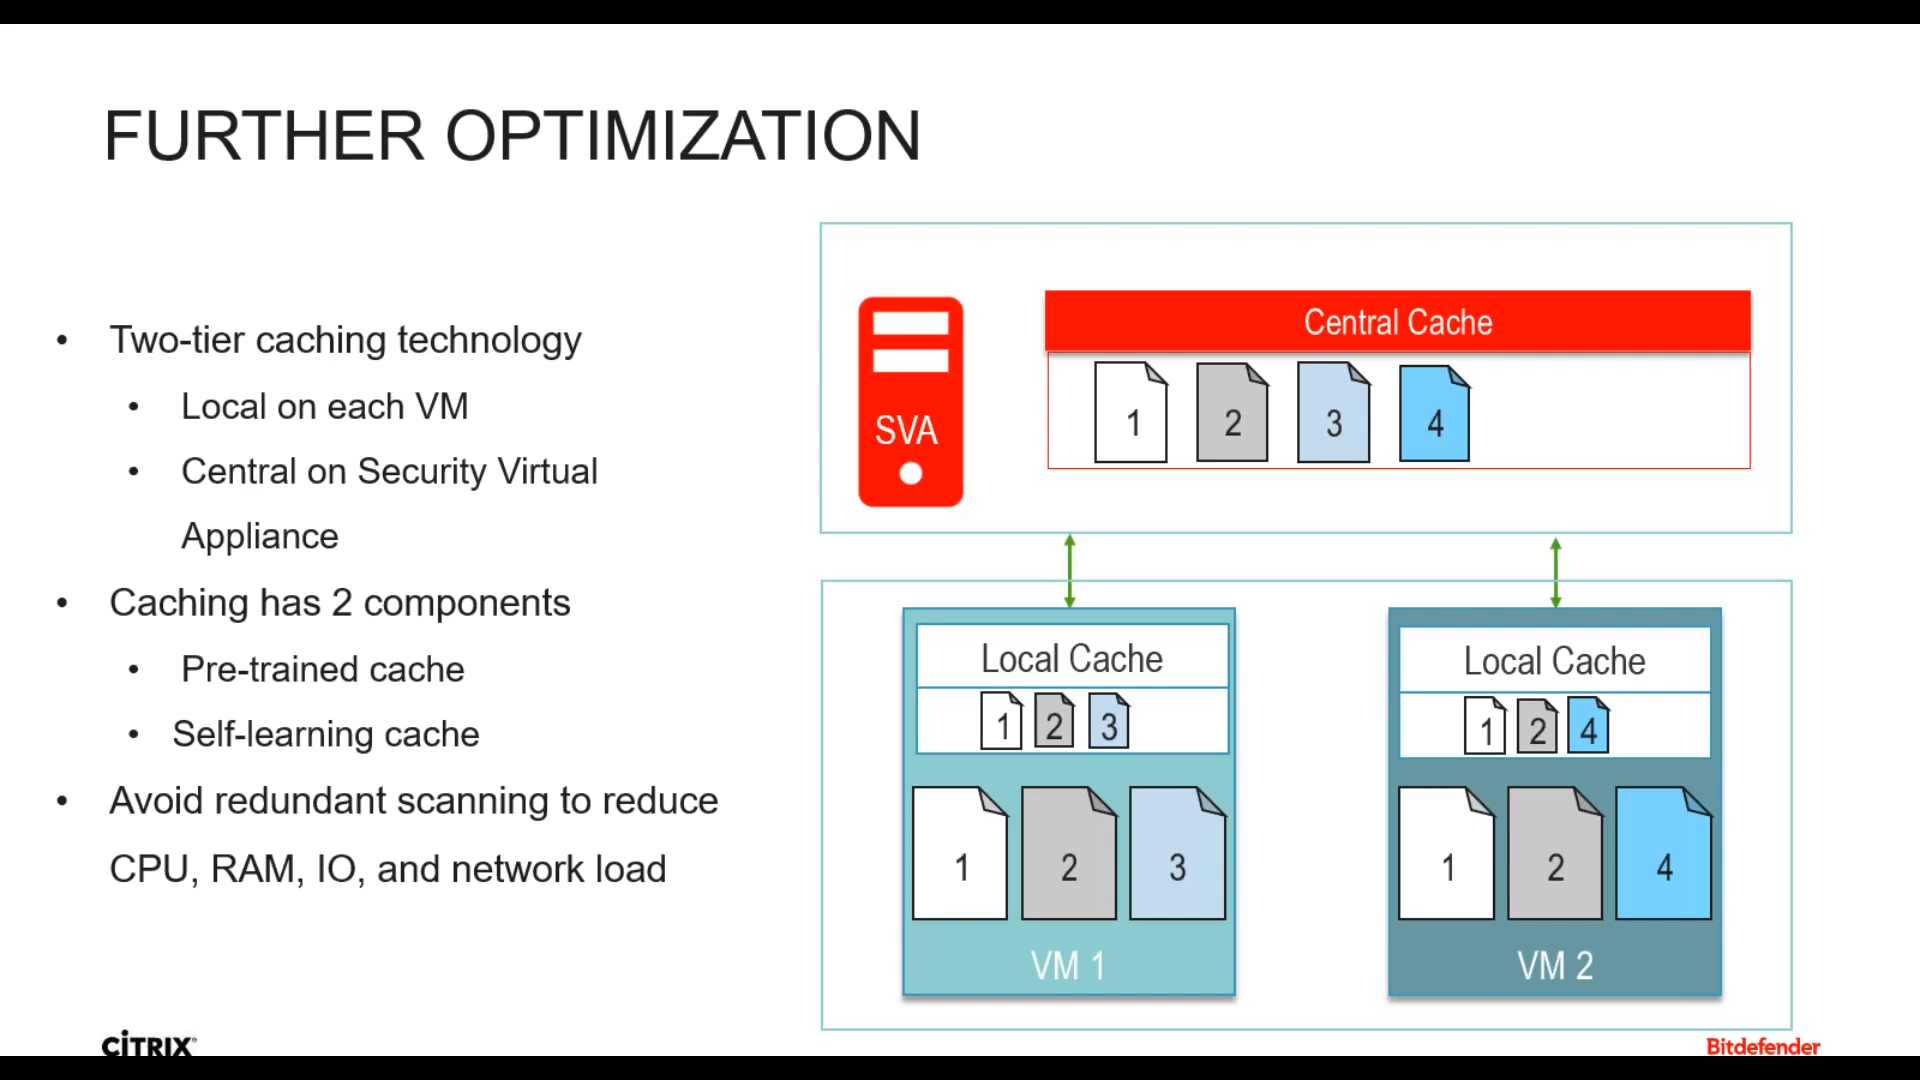 FURTHER OPTIMIZATION
• Two-tier caching technology
• Local on each VM
• Central on Security Virtual
Appliance
• Caching has 2 components
• Pre-trained cache
• Self-learning cache
• Avoid redundant scanning to reduce
CPU, RAM, IO, and network load
SVA
Central Cache
1 2 3 4
Local Cache
1 2 3
1 2 3
VM 1
Local Cache
1 2 4
1 2 4
VM 2
CİTRIX®
Bitdefender